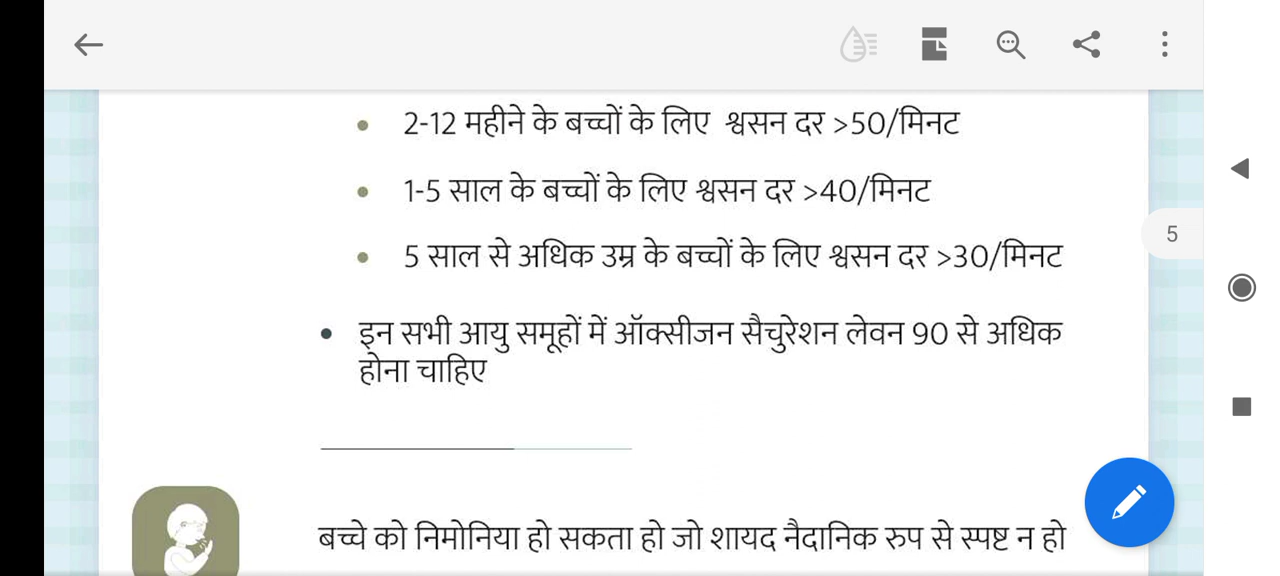 2-12 महीने के बच्चों के लिए श्वसन दर >50/मिनट
1-5 साल के बच्चों के लिए श्वसन दर >40/मिनट
5
5 साल से अधिक उम्र के बच्चों के लिए श्वसन दर >30/मिनट
इन सभी आयु समूहों में ऑक्सीजन सैचुरेशन लेवन 90 से अधिक
होना चाहिए
बच्चे को निमोनिया हो सकता हो जो शायद नैदानिक रुप से स्पष्ट न हो